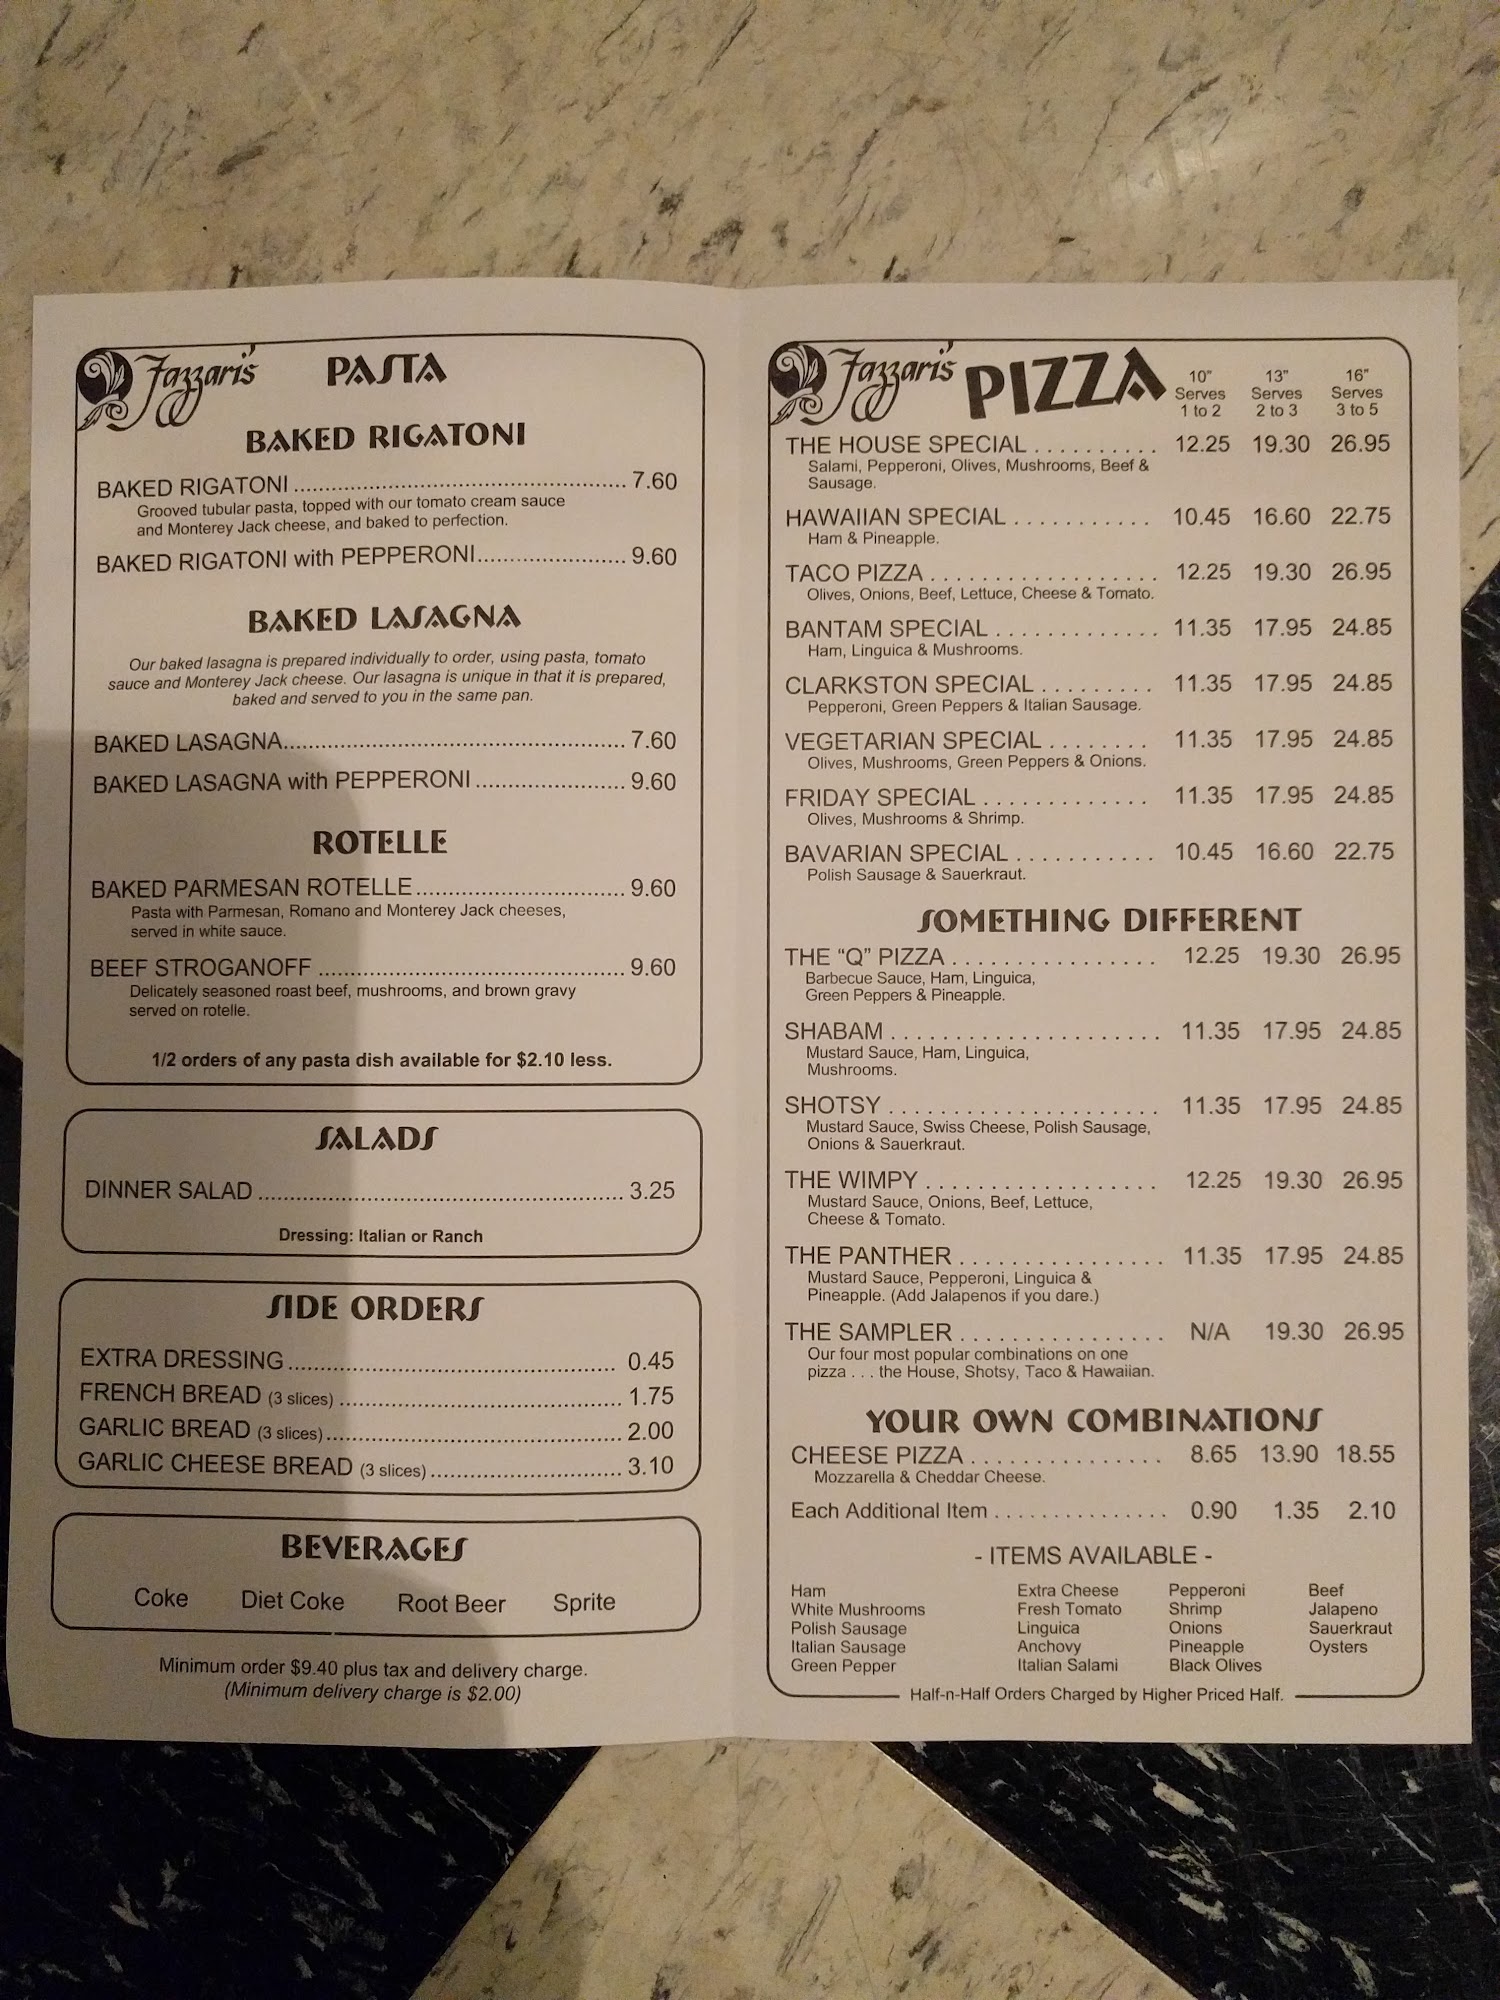 Fazzari's PASTA
BAKED RIGATONI
BAKED RIGATONI ........ 7.60
Grooved tubular pasta, topped with our tomato cream sauce
and Monterey Jack cheese, and baked to perfection.
BAKED RIGATONI with PEPPERONI ........ 9.60
BAKED LASAGNA
Our baked lasagna is prepared individually to order, using pasta, tomato
sauce and Monterey Jack cheese. Our lasagna is unique in that it is prepared,
baked and served to you in the same pan.
BAKED LASAGNA ........ 7.60
BAKED LASAGNA with PEPPERONI ........ 9.60
ROTELLE
BAKED PARMESAN ROTELLE ........ 9.60
Pasta with Parmesan, Romano and Monterey Jack cheeses,
served in white sauce.
BEEF STROGANOFF ........ 9.60
Delicately seasoned roast beef, mushrooms, and brown gravy
served on rotelle.
1/2 orders of any pasta dish available for $2.10 less.
SALADS
DINNER SALAD ........ 3.25
Dressing: Italian or Ranch
SIDE ORDERS
EXTRA DRESSING ........ 0.45
FRENCH BREAD (3 slices) ........ 1.75
GARLIC BREAD (3 slices) ........ 2.00
GARLIC CHEESE BREAD (3 slices) ........ 3.10
BEVERAGES
Coke Diet Coke Root Beer Sprite
Minimum order $9.40 plus tax and delivery charge.
(Minimum delivery charge is $2.00)
Fazzari's PIZZA
10" 13" 16"
Serves Serves Serves
1 to 2 2 to 3 3 to 5
THE HOUSE SPECIAL . . . . . . 12.25 19.30 26.95
Salami, Pepperoni, Olives, Mushrooms, Beef &
Sausage.
HAWAIIAN SPECIAL . . . . . . 10.45 16.60 22.75
Ham & Pineapple.
TACO PIZZA . . . . . . 12.25 19.30 26.95
Olives, Onions, Beef, Lettuce, Cheese & Tomato.
BANTAM SPECIAL . . . . . . 11.35 17.95 24.85
Ham, Linguica & Mushrooms.
CLARKSTON SPECIAL . . . . . . 11.35 17.95 24.85
Pepperoni, Green Peppers & Italian Sausage.
VEGETARIAN SPECIAL . . . . . . 11.35 17.95 24.85
Olives, Mushrooms, Green Peppers & Onions.
FRIDAY SPECIAL . . . . . . 11.35 17.95 24.85
Olives, Mushrooms & Shrimp.
BAVARIAN SPECIAL . . . . . . 10.45 16.60 22.75
Polish Sausage & Sauerkraut.
SOMETHING DIFFERENT
THE "Q" PIZZA . . . . . . 12.25 19.30 26.95
Barbecue Sauce, Ham, Linguica,
Green Peppers & Pineapple.
SHABAM . . . . . . 11.35 17.95 24.85
Mustard Sauce, Ham, Linguica,
Mushrooms.
SHOTSY . . . . . . 11.35 17.95 24.85
Mustard Sauce, Swiss Cheese, Polish Sausage,
Onions & Sauerkraut.
THE WIMPY . . . . . . 12.25 19.30 26.95
Mustard Sauce, Onions, Beef, Lettuce,
Cheese & Tomato.
THE PANTHER . . . . . . 11.35 17.95 24.85
Mustard Sauce, Pepperoni, Linguica &
Pineapple. (Add Jalapenos if you dare.)
THE SAMPLER . . . . . . N/A 19.30 26.95
Our four most popular combinations on one
pizza . . . the House, Shotsy, Taco & Hawaiian.
YOUR OWN COMBINATIONS
CHEESE PIZZA . . . . . . 8.65 13.90 18.55
Mozzarella & Cheddar Cheese.
Each Additional Item . . . . . . 0.90 1.35 2.10
- ITEMS AVAILABLE -
Ham Extra Cheese Pepperoni Beef
White Mushrooms Fresh Tomato Shrimp Jalapeno
Polish Sausage Linguica Onions Sauerkraut
Italian Sausage Anchovy Pineapple Oysters
Green Pepper Italian Salami Black Olives
Half-n-Half Orders Charged by Higher Priced Half.